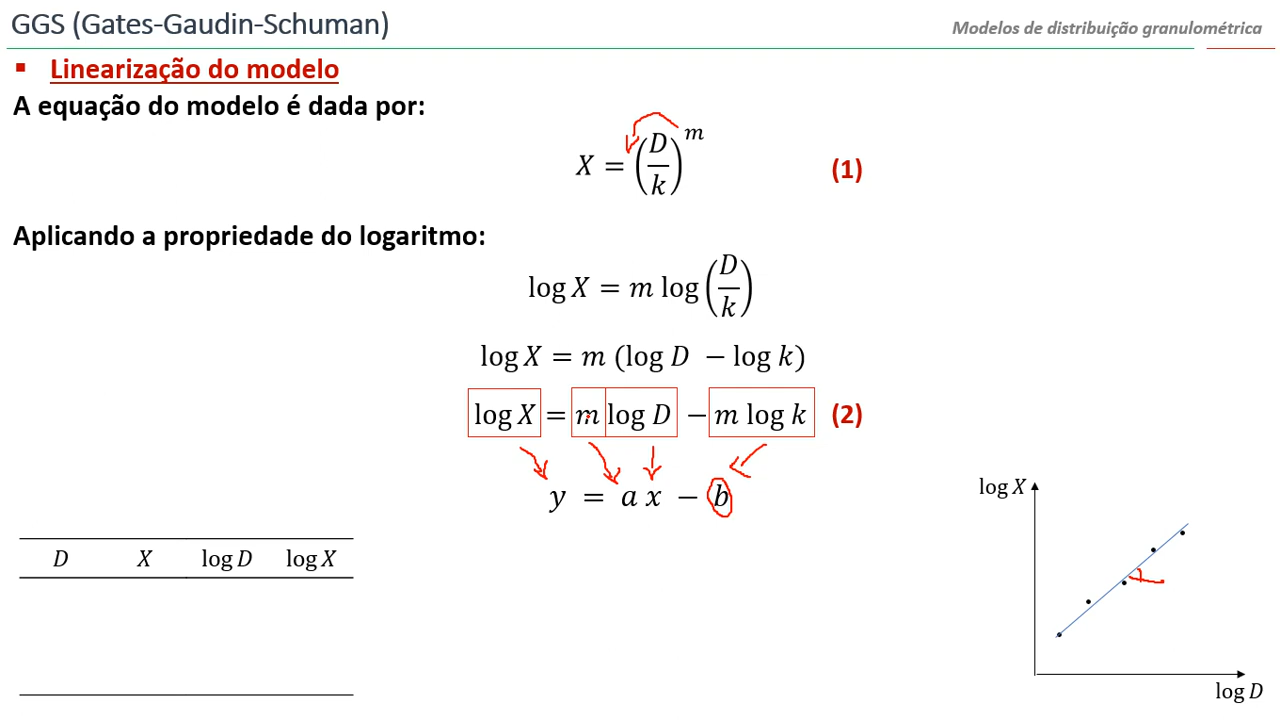 GGS (Gates-Gaudin-Schuman)
Modelos de distribuição granulométrica
▪ Linearização do modelo
A equação do modelo é dada por:
X = (D/k)^m (1)
Aplicando a propriedade do logaritmo:
log X = m log (D/k)
log X = m (log D − log k)
log X = m log D − m log k (2)
y = a x − b
log X
D X log D log X
log D